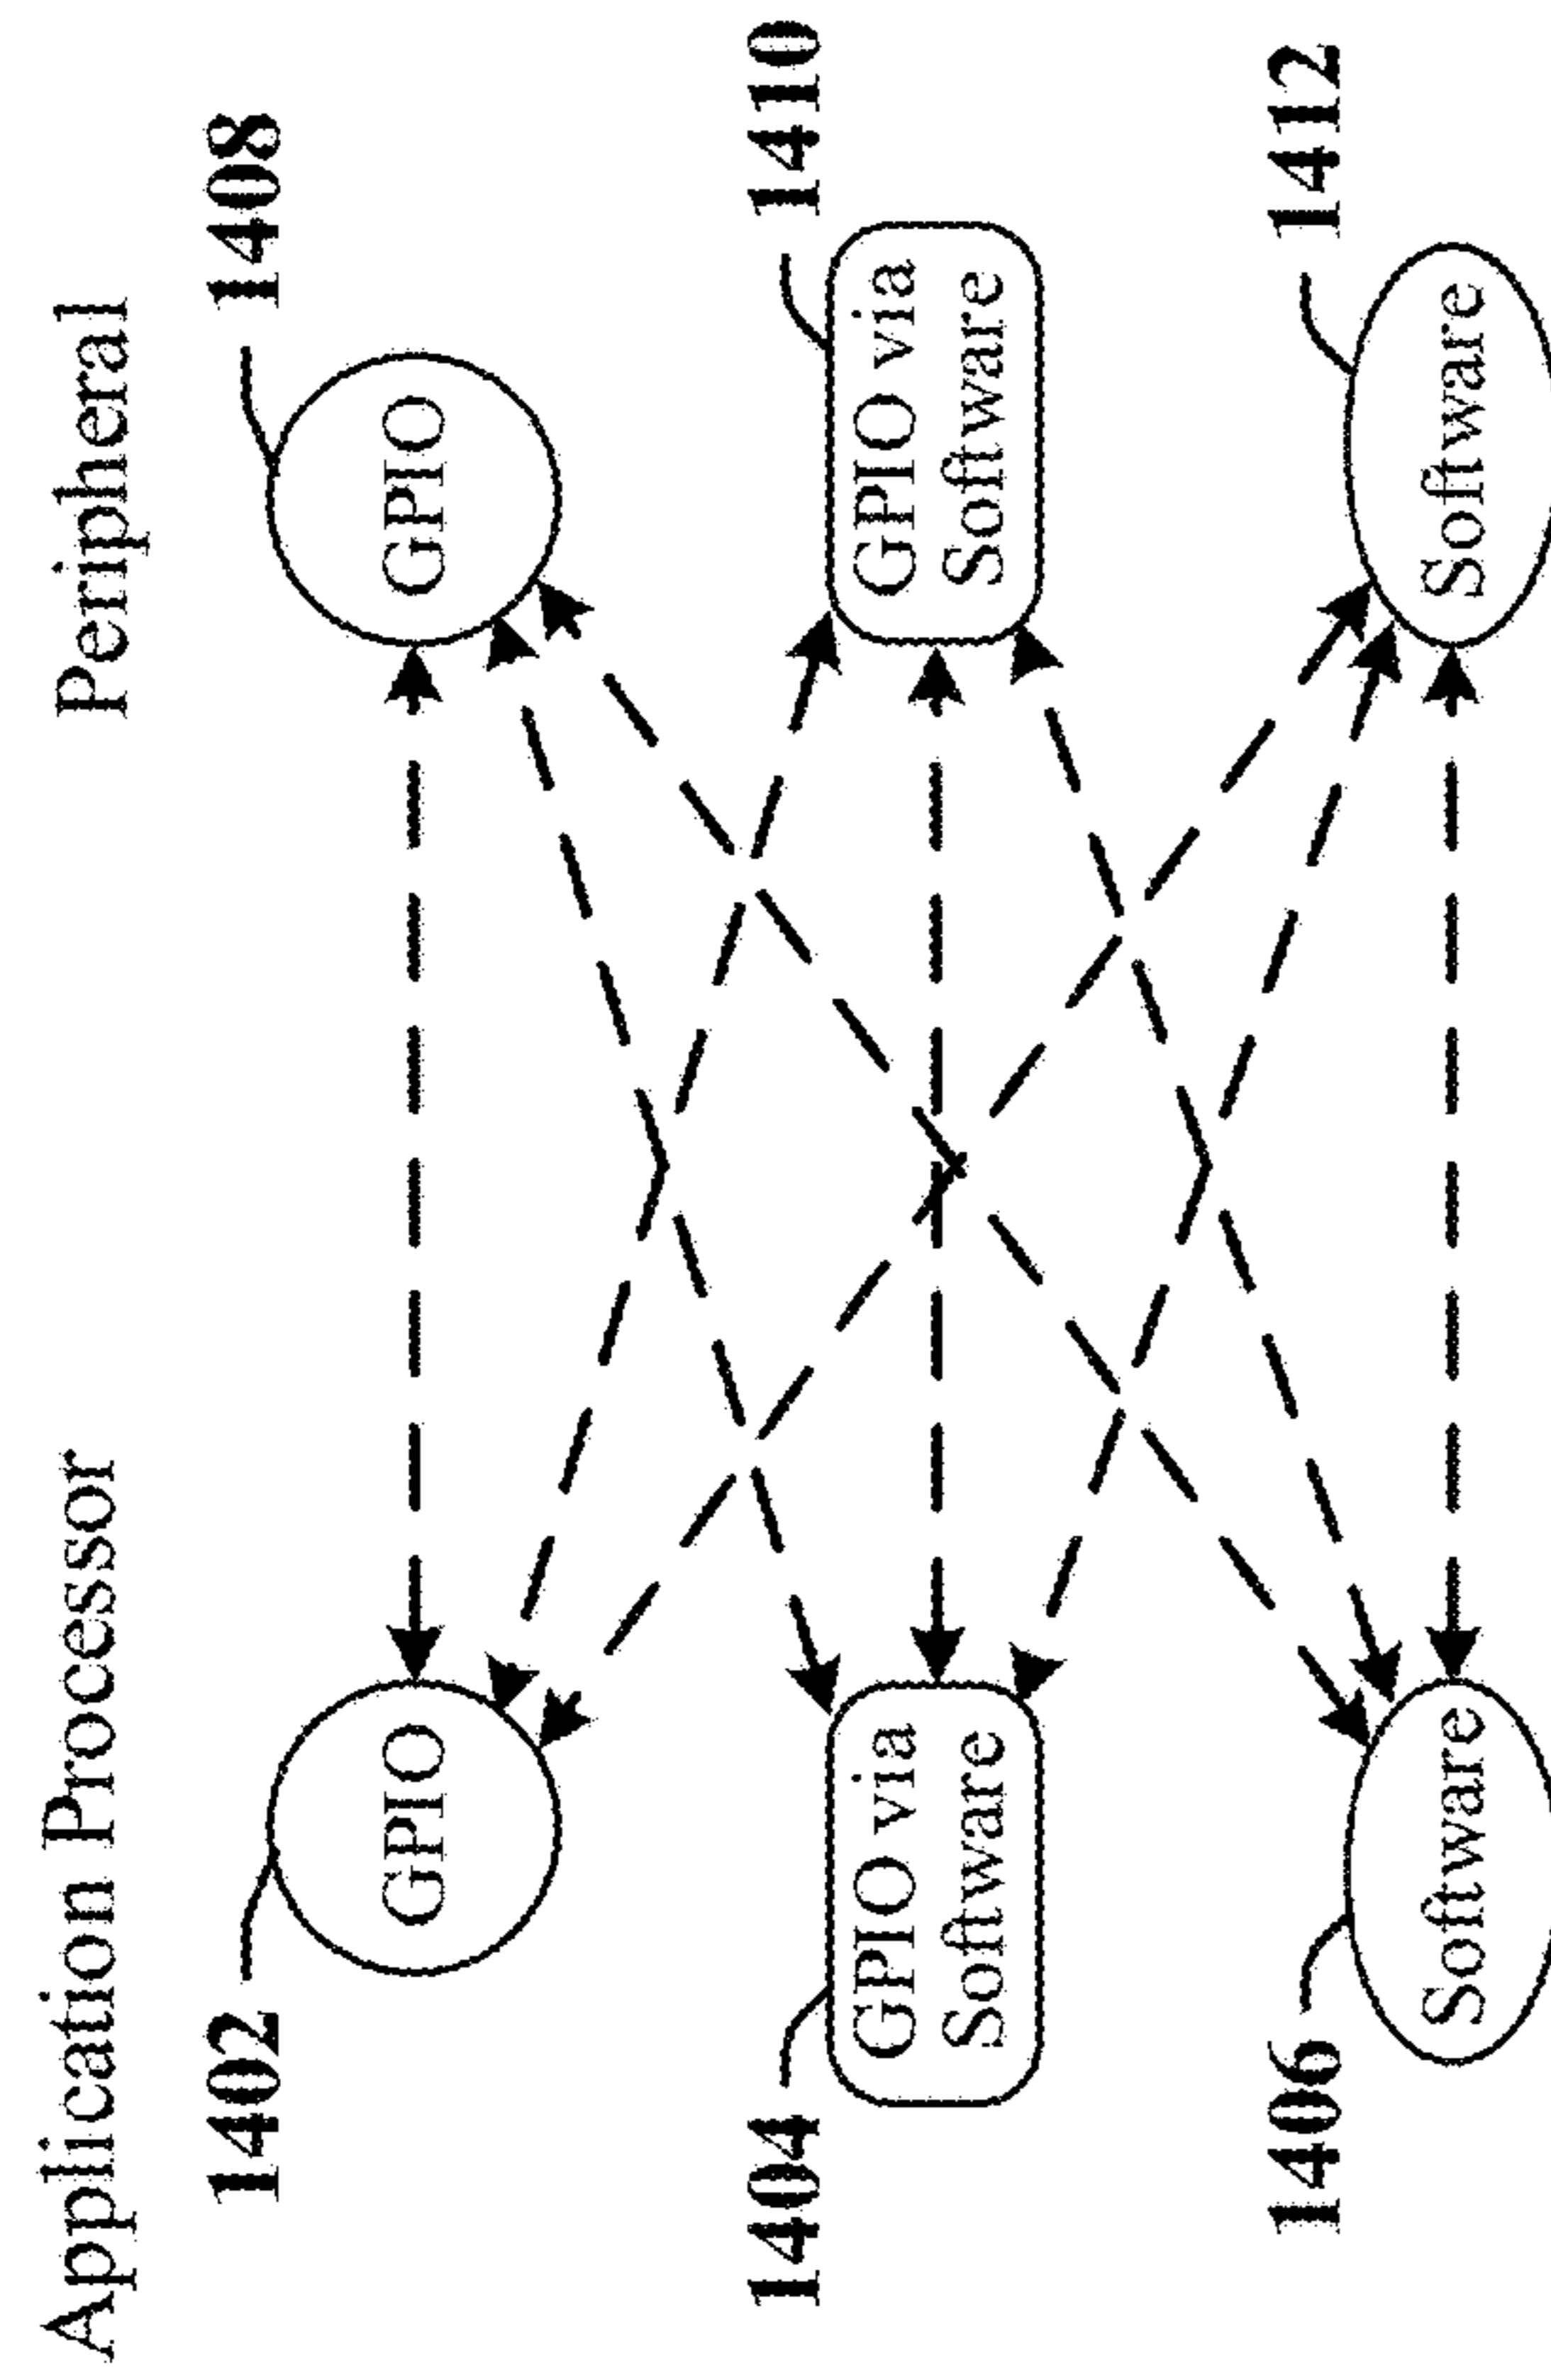 Application Processor
Peripheral
1402
GPIO
GPIO
1408
1404
GPIO via
Software
GPIO via
Software
1410
1406
Software
Software
1412